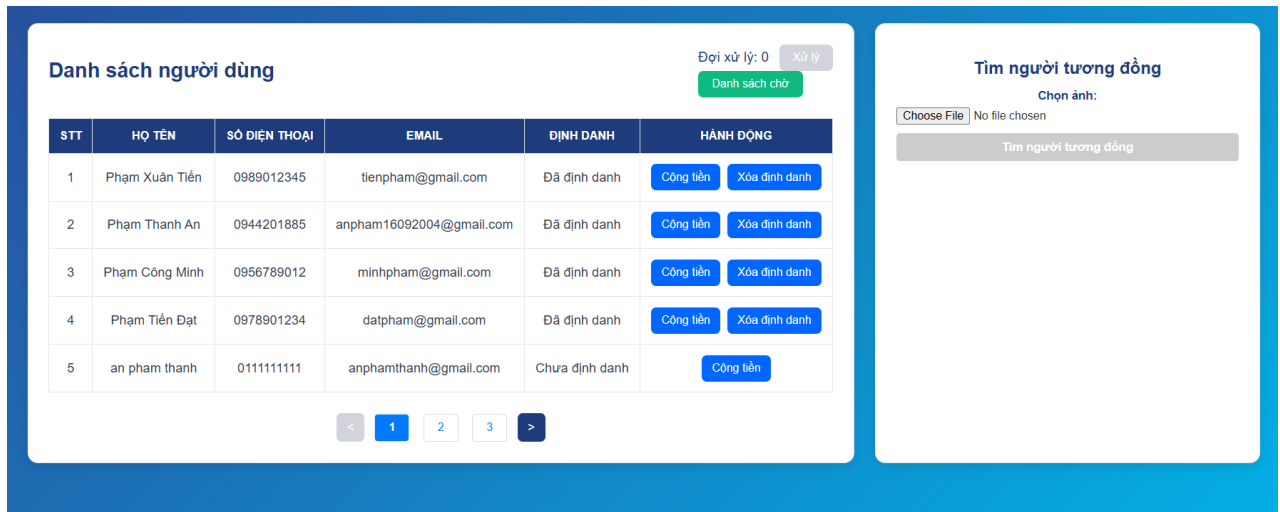 Danh sách người dùng
Đợi xử lý: 0 Xử lý
Danh sách chờ
STT HỌ TÊN SỐ ĐIỆN THOẠI EMAIL ĐỊNH DANH HÀNH ĐỘNG
1 Phạm Xuân Tiến 0989012345 tienpham@gmail.com Đã định danh Cộng tiền Xóa định danh
2 Phạm Thanh An 0944201885 anpham16092004@gmail.com Đã định danh Cộng tiền Xóa định danh
3 Phạm Công Minh 0956789012 minhpham@gmail.com Đã định danh Cộng tiền Xóa định danh
4 Phạm Tiến Đạt 0978901234 datpham@gmail.com Đã định danh Cộng tiền Xóa định danh
5 an pham thanh 0111111111 anphamthanh@gmail.com Chưa định danh Cộng tiền
< 1 2 3 >
Tìm người tương đồng
Chọn ảnh:
Choose File No file chosen
Tìm người tương đồng